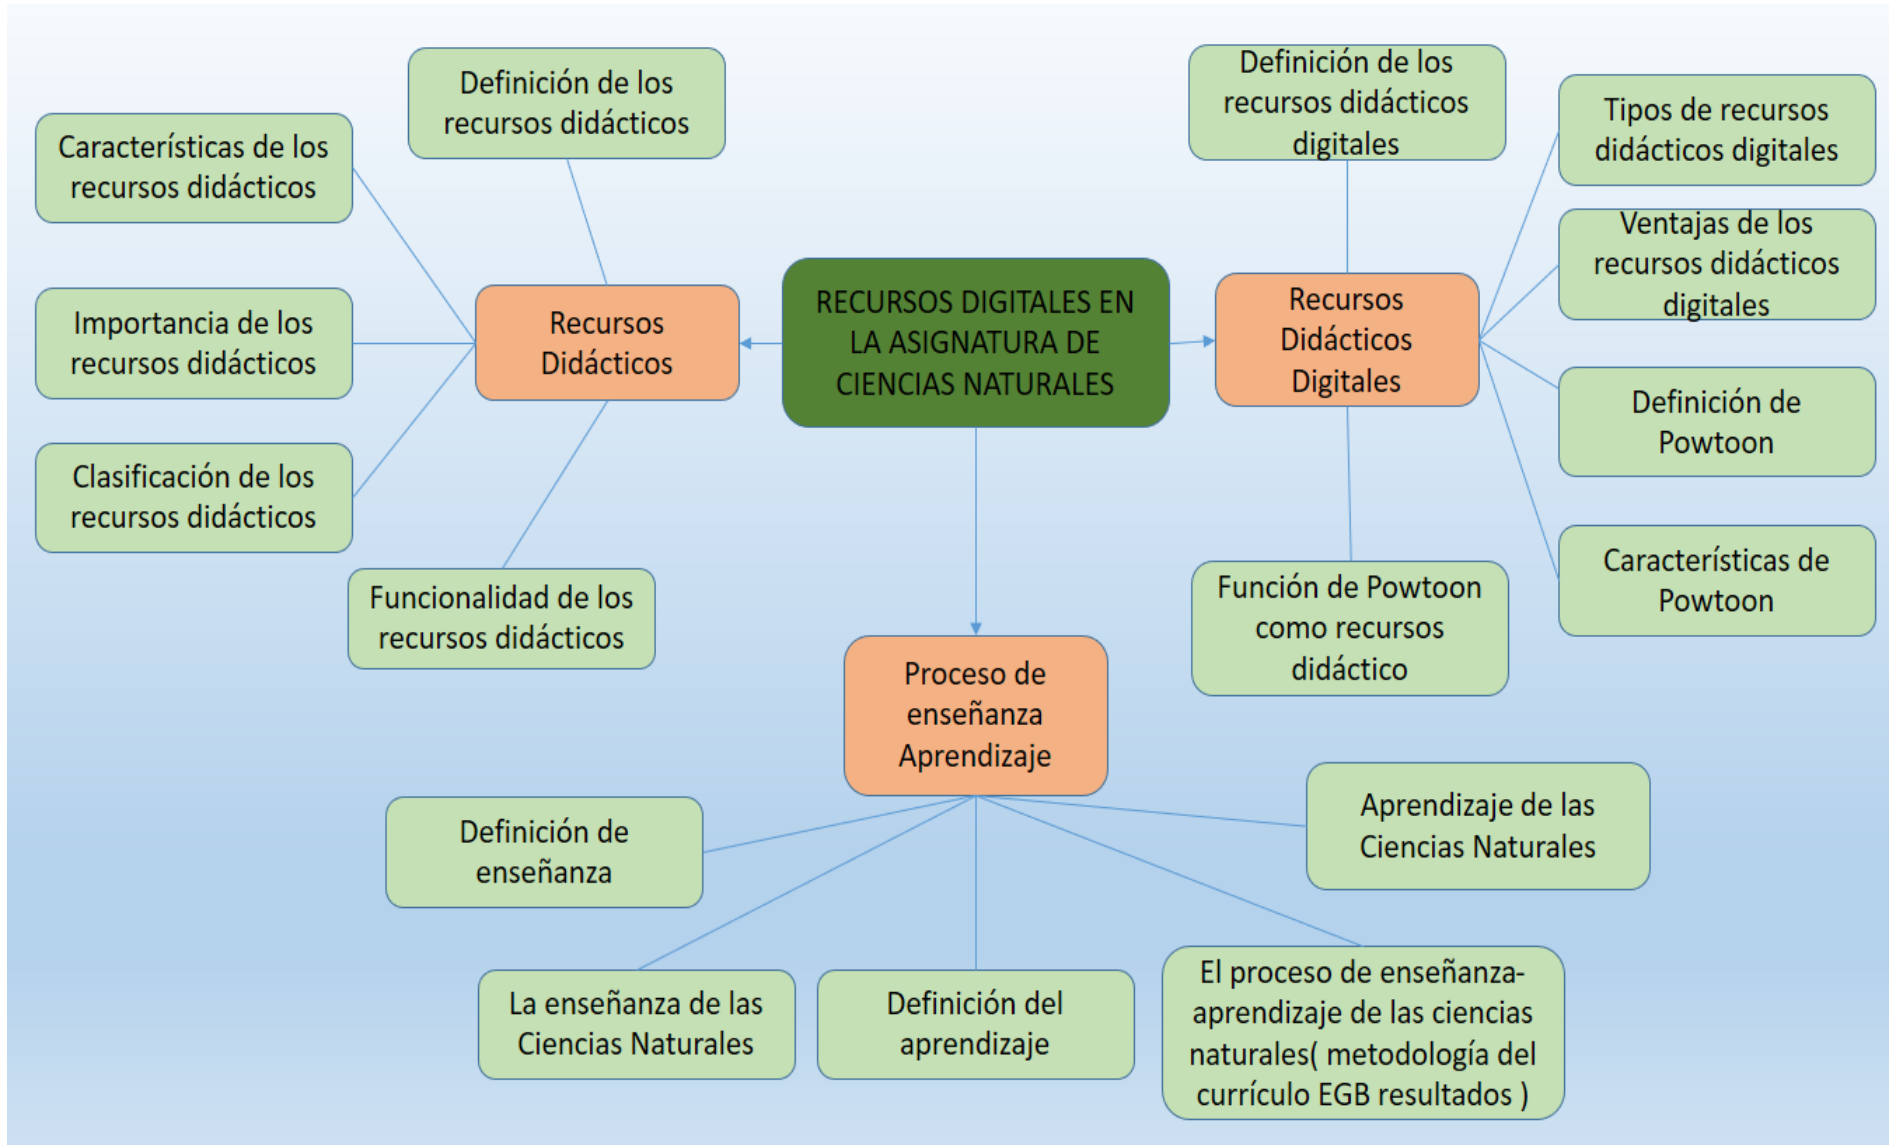 Definición de los
recursos didácticos
Características de los
recursos didácticos
Importancia de los
recursos didácticos
Clasificación de los
recursos didácticos
Funcionalidad de los
recursos didácticos
Recursos
Didácticos
RECURSOS DIGITALES EN
LA ASIGNATURA DE
CIENCIAS NATURALES
Recursos
Didácticos
Digitales
Definición de los
recursos didácticos
digitales
Tipos de recursos
didácticos digitales
Ventajas de los
recursos didácticos
digitales
Definición de
Powtoon
Características de
Powtoon
Función de Powtoon
como recursos
didáctico
Proceso de
enseñanza
Aprendizaje
Definición de
enseñanza
La enseñanza de las
Ciencias Naturales
Definición del
aprendizaje
El proceso de enseñanza-
aprendizaje de las ciencias
naturales( metodología del
currículo EGB resultados )
Aprendizaje de las
Ciencias Naturales